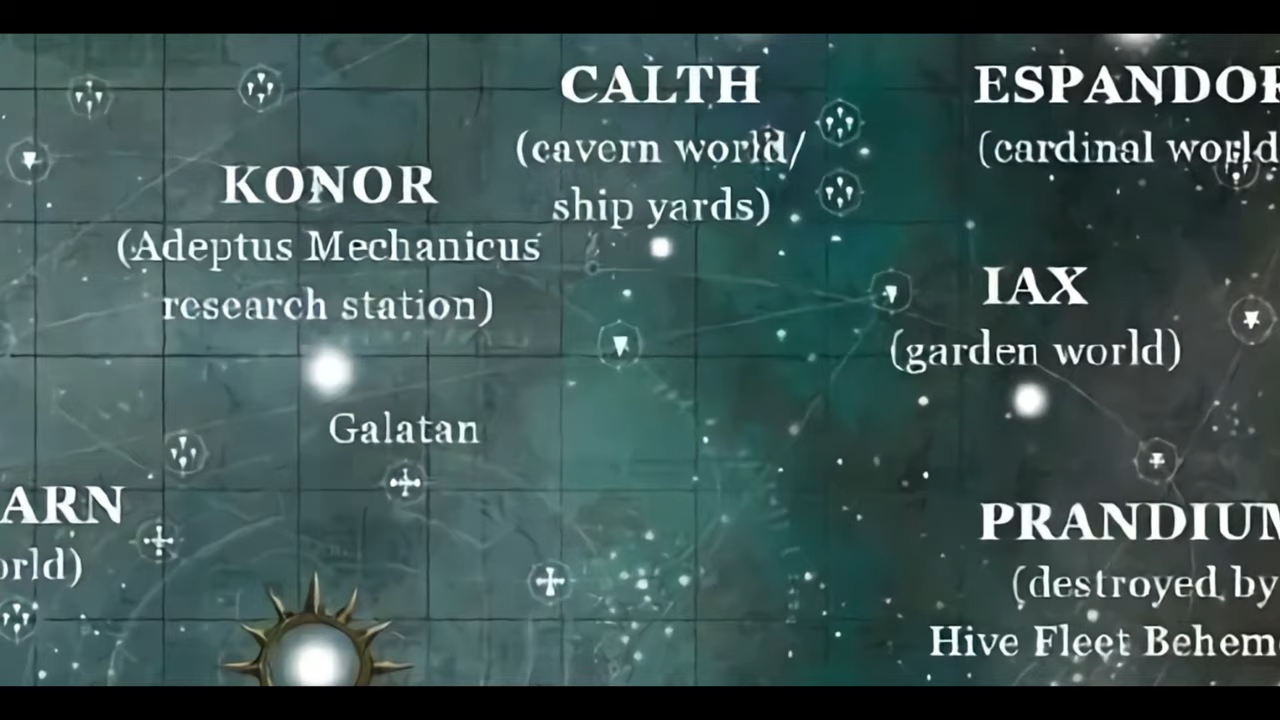 CALTH
(cavern world/
ship yards)
ESPANDOR
(cardinal world
KONOR
(Adeptus Mechanicus
research station)
IAX
(garden world)
Galatan
ARN
orld)
PRANDIUM
(destroyed by
Hive Fleet Behem